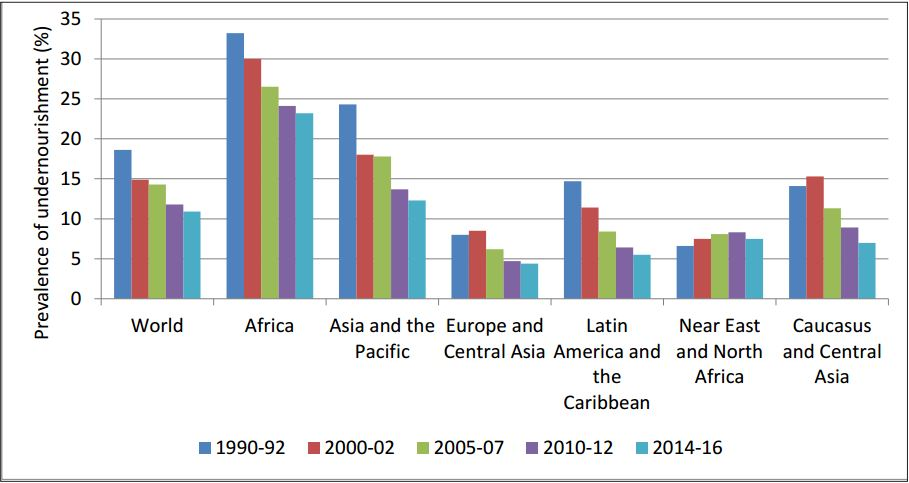 Prevalence of undernourishment (%)
35
30
25
20
15
10
5
0
World
Africa
Asia and the
Pacific
Europe and
Central Asia
Latin
America and
the
Caribbean
Near East
and North
Africa
Caucasus
and Central
Asia
1990-92 2000-02 2005-07 2010-12 2014-16